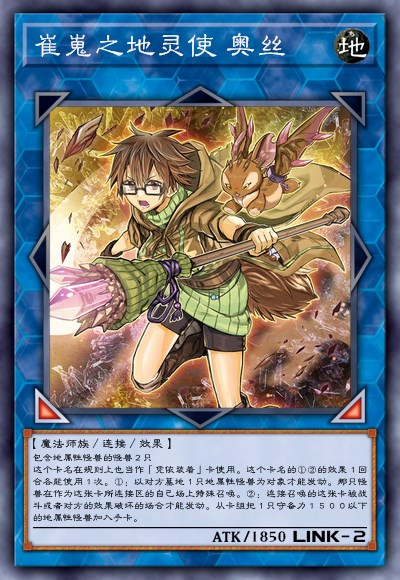 崔嵬之地灵使 奥丝
地
【魔法师族/连接/效果】
包含地属性怪兽的怪兽2只
这个卡名在规则上也当作「凭依装着」卡使用。这个卡名的①②的效果1回
合各能使用1次。①:以对方墓地1只地属性怪兽为对象才能发动。那只怪
兽在作为这张卡所连接区的自己场上特殊召唤。②:连接召唤的这张卡被战
斗或者对方的效果破坏的场合才能发动。从卡组把1只守备力1500以下
的地属性怪兽加入手卡。
ATK/1850 LINK-2